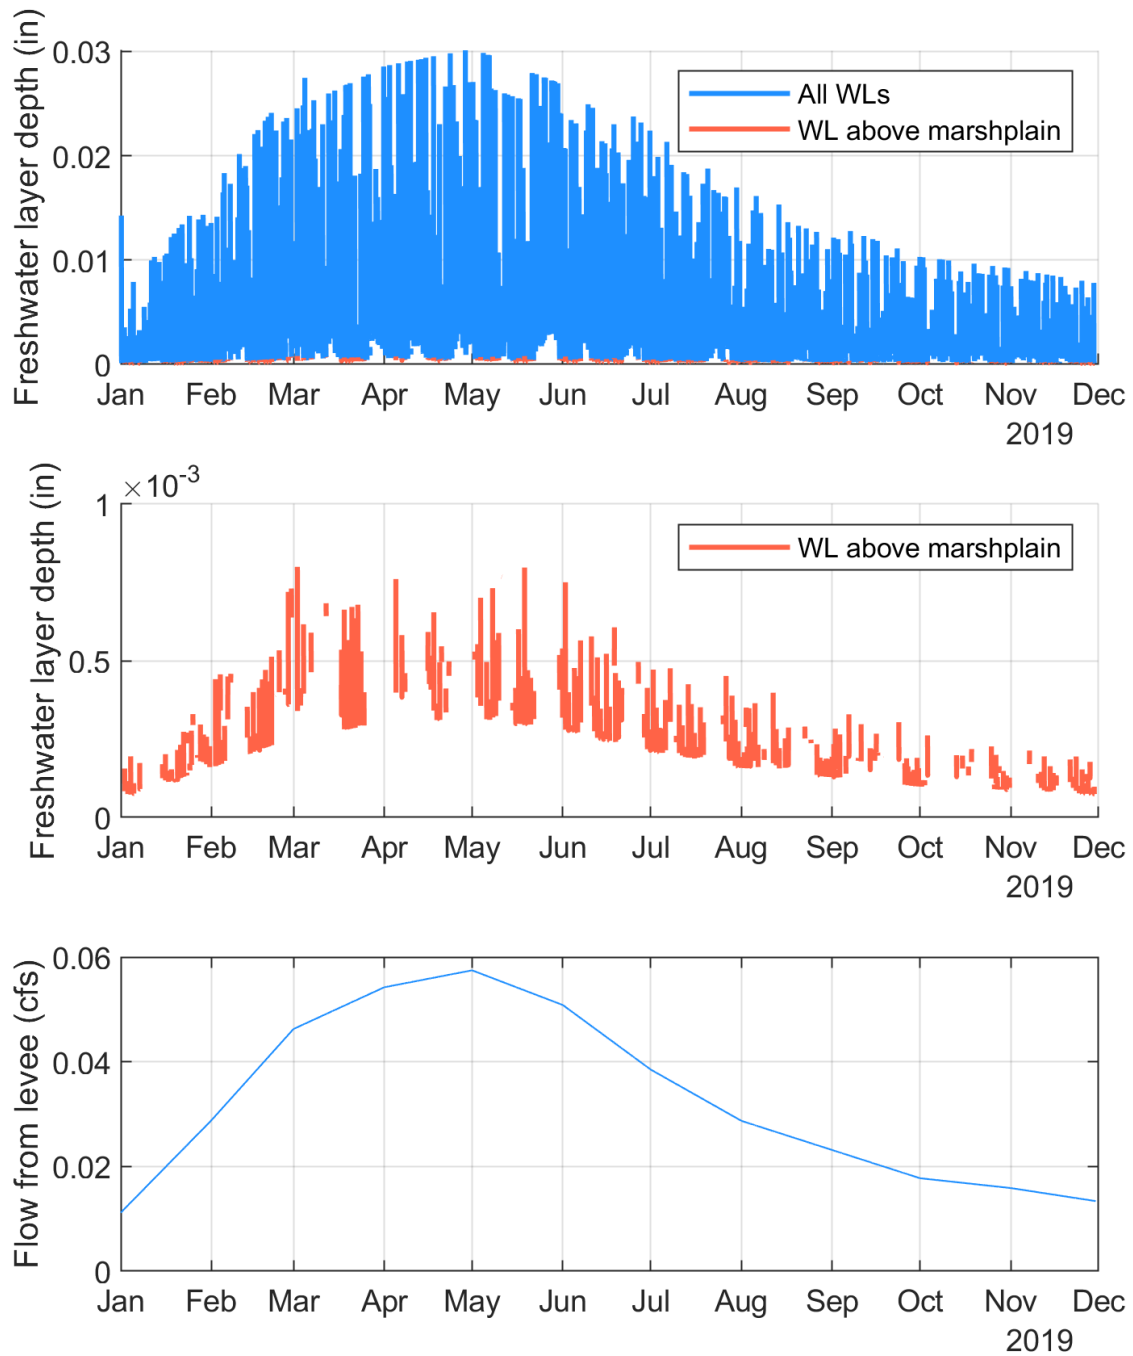 Freshwater layer depth (in)
0.03
0.02
0.01
0
All WLs
WL above marshplain
Jan Feb Mar Apr May Jun Jul Aug Sep Oct Nov Dec
2019
Freshwater layer depth (in)
×10-3
1
0.5
0
WL above marshplain
Jan Feb Mar Apr May Jun Jul Aug Sep Oct Nov Dec
2019
Flow from levee (cfs)
0.06
0.04
0.02
0
Jan Feb Mar Apr May Jun Jul Aug Sep Oct Nov Dec
2019